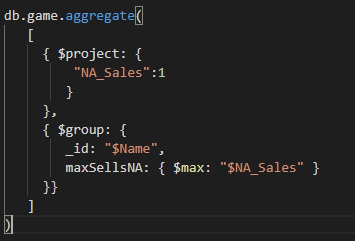 db.game.aggregate(
[
{ $project: {
"NA_Sales":1
}
},
{ $group: {
_id: "$Name",
maxSellsNA: { $max: "$NA_Sales" }
}}
]
)